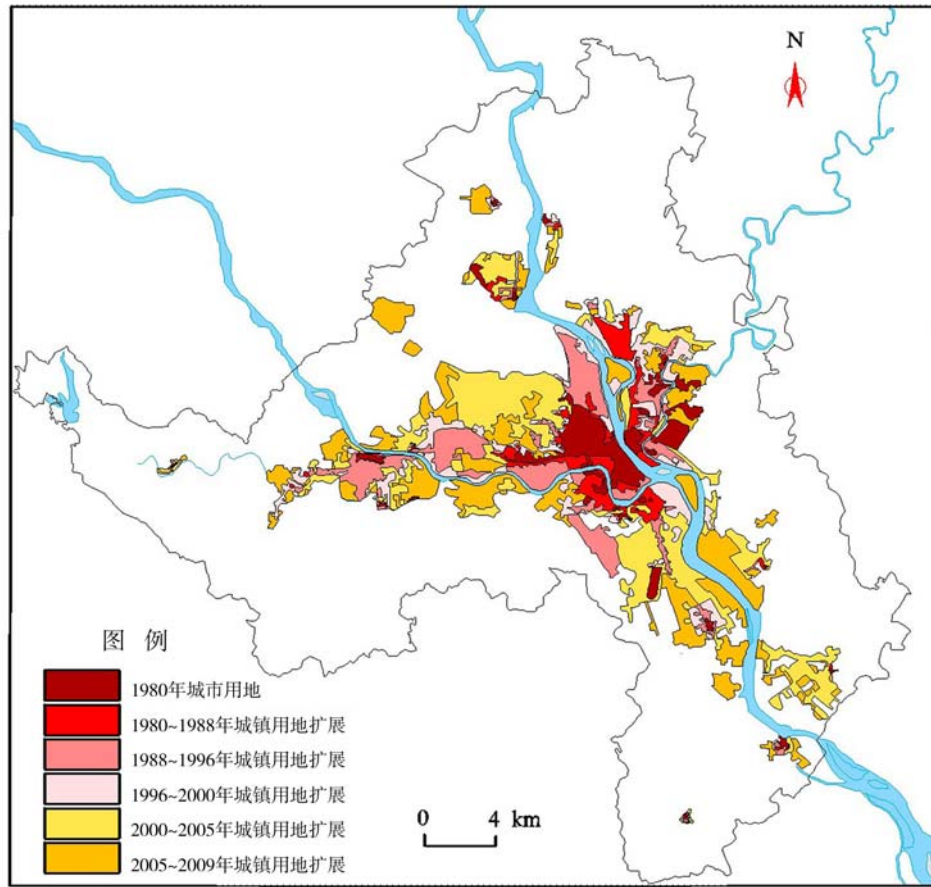 N
图 例
1980年城市用地
1980~1988年城镇用地扩展
1988~1996年城镇用地扩展
1996~2000年城镇用地扩展
2000~2005年城镇用地扩展
2005~2009年城镇用地扩展
0 4 km